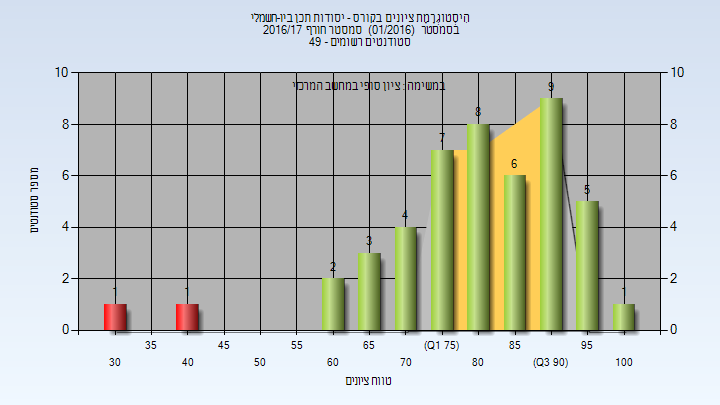 היסטוגרמת ציונים בקורס - יסודות תכן ביו-חשמלי
בסמסטר (01/2016) סמסטר חורף 2016/17
סטודנטים רשומים - 49
במשימה : ציון סופי במחשב המרכזי
מספר סטודנטים
10 10
8 8
6 6
4 4
2 2
0 0
1 1 2 3 4 7 8 6 9 5 1
35 45 55 65 (Q1 75) 85 95
30 40 50 60 70 80 (Q3 90) 100
טווח ציונים